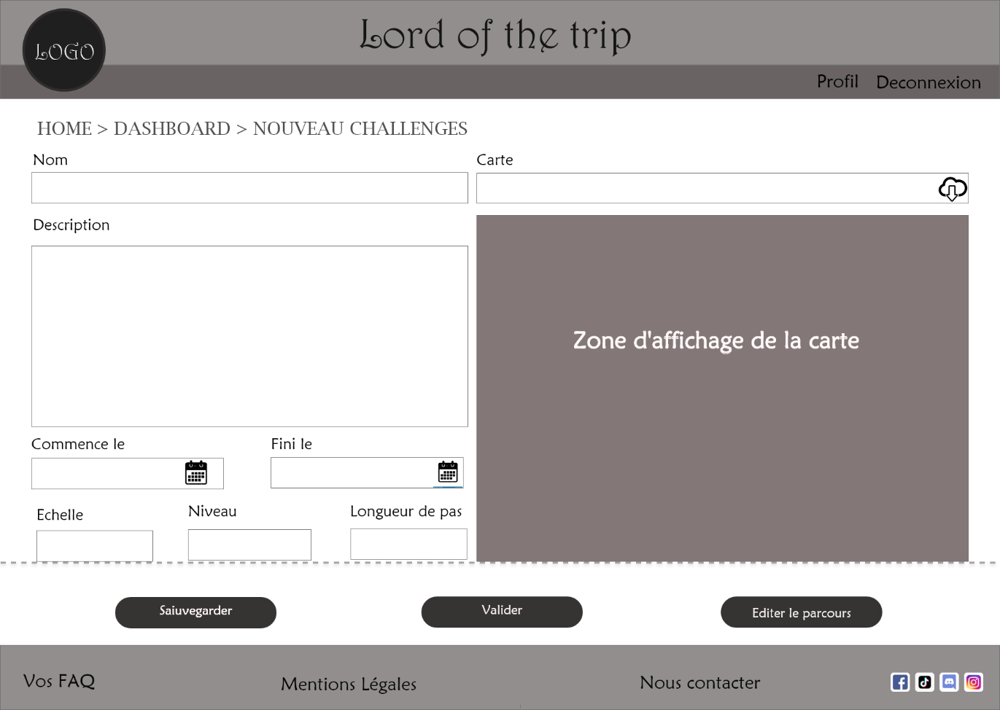 Lord of the trip
LOGO
Profil Deconnexion
HOME > DASHBOARD > NOUVEAU CHALLENGES
Nom
Carte
Description
Zone d'affichage de la carte
Commence le
Fini le
Echelle
Niveau
Longueur de pas
Saiuvegarder
Valider
Editer le parcours
Vos FAQ
Mentions Légales
Nous contacter